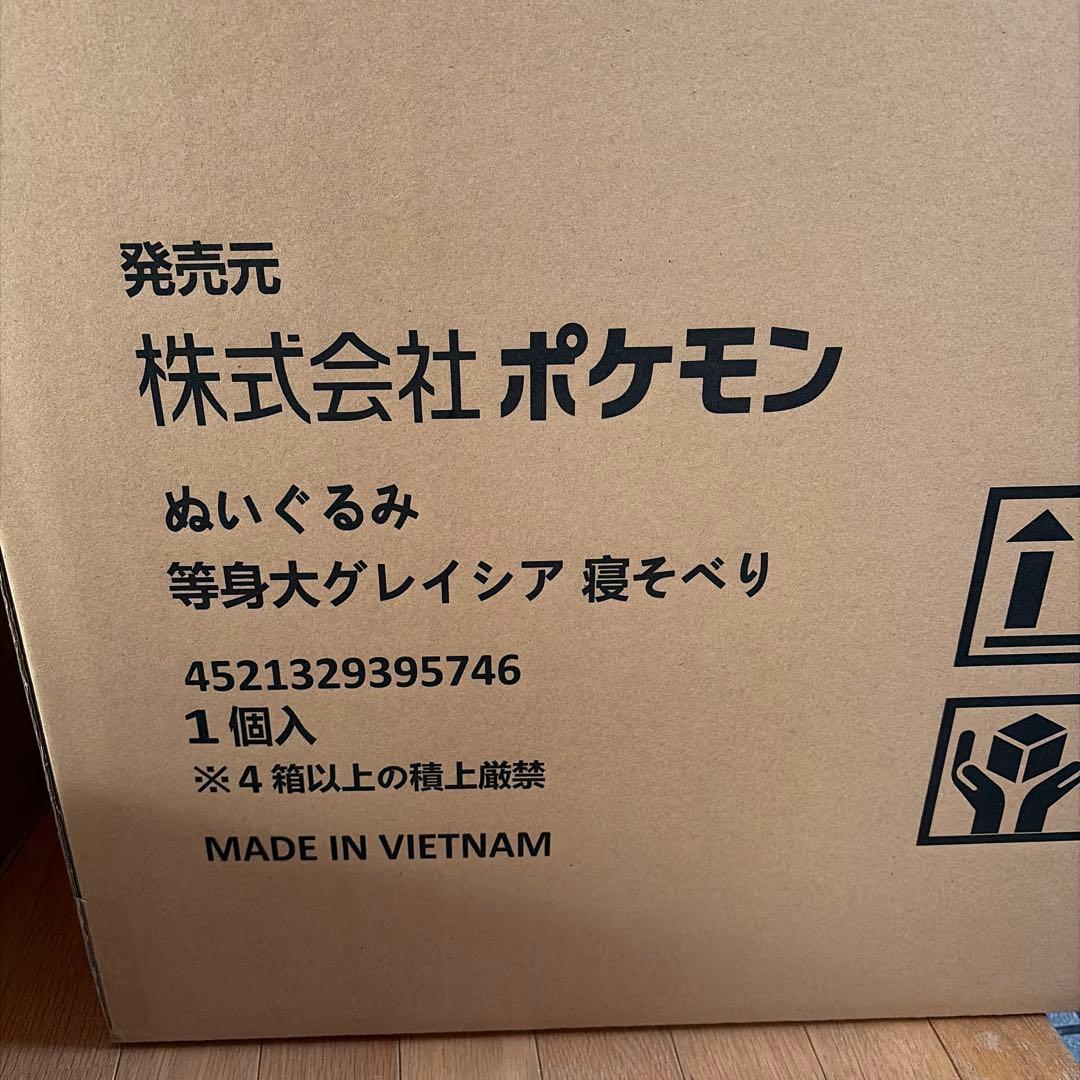 発売元
株式会社ポケモン
ぬいぐるみ
等身大グレイシア 寝そべり
4521329395746
1個入
※4箱以上の積上厳禁
MADE IN VIETNAM